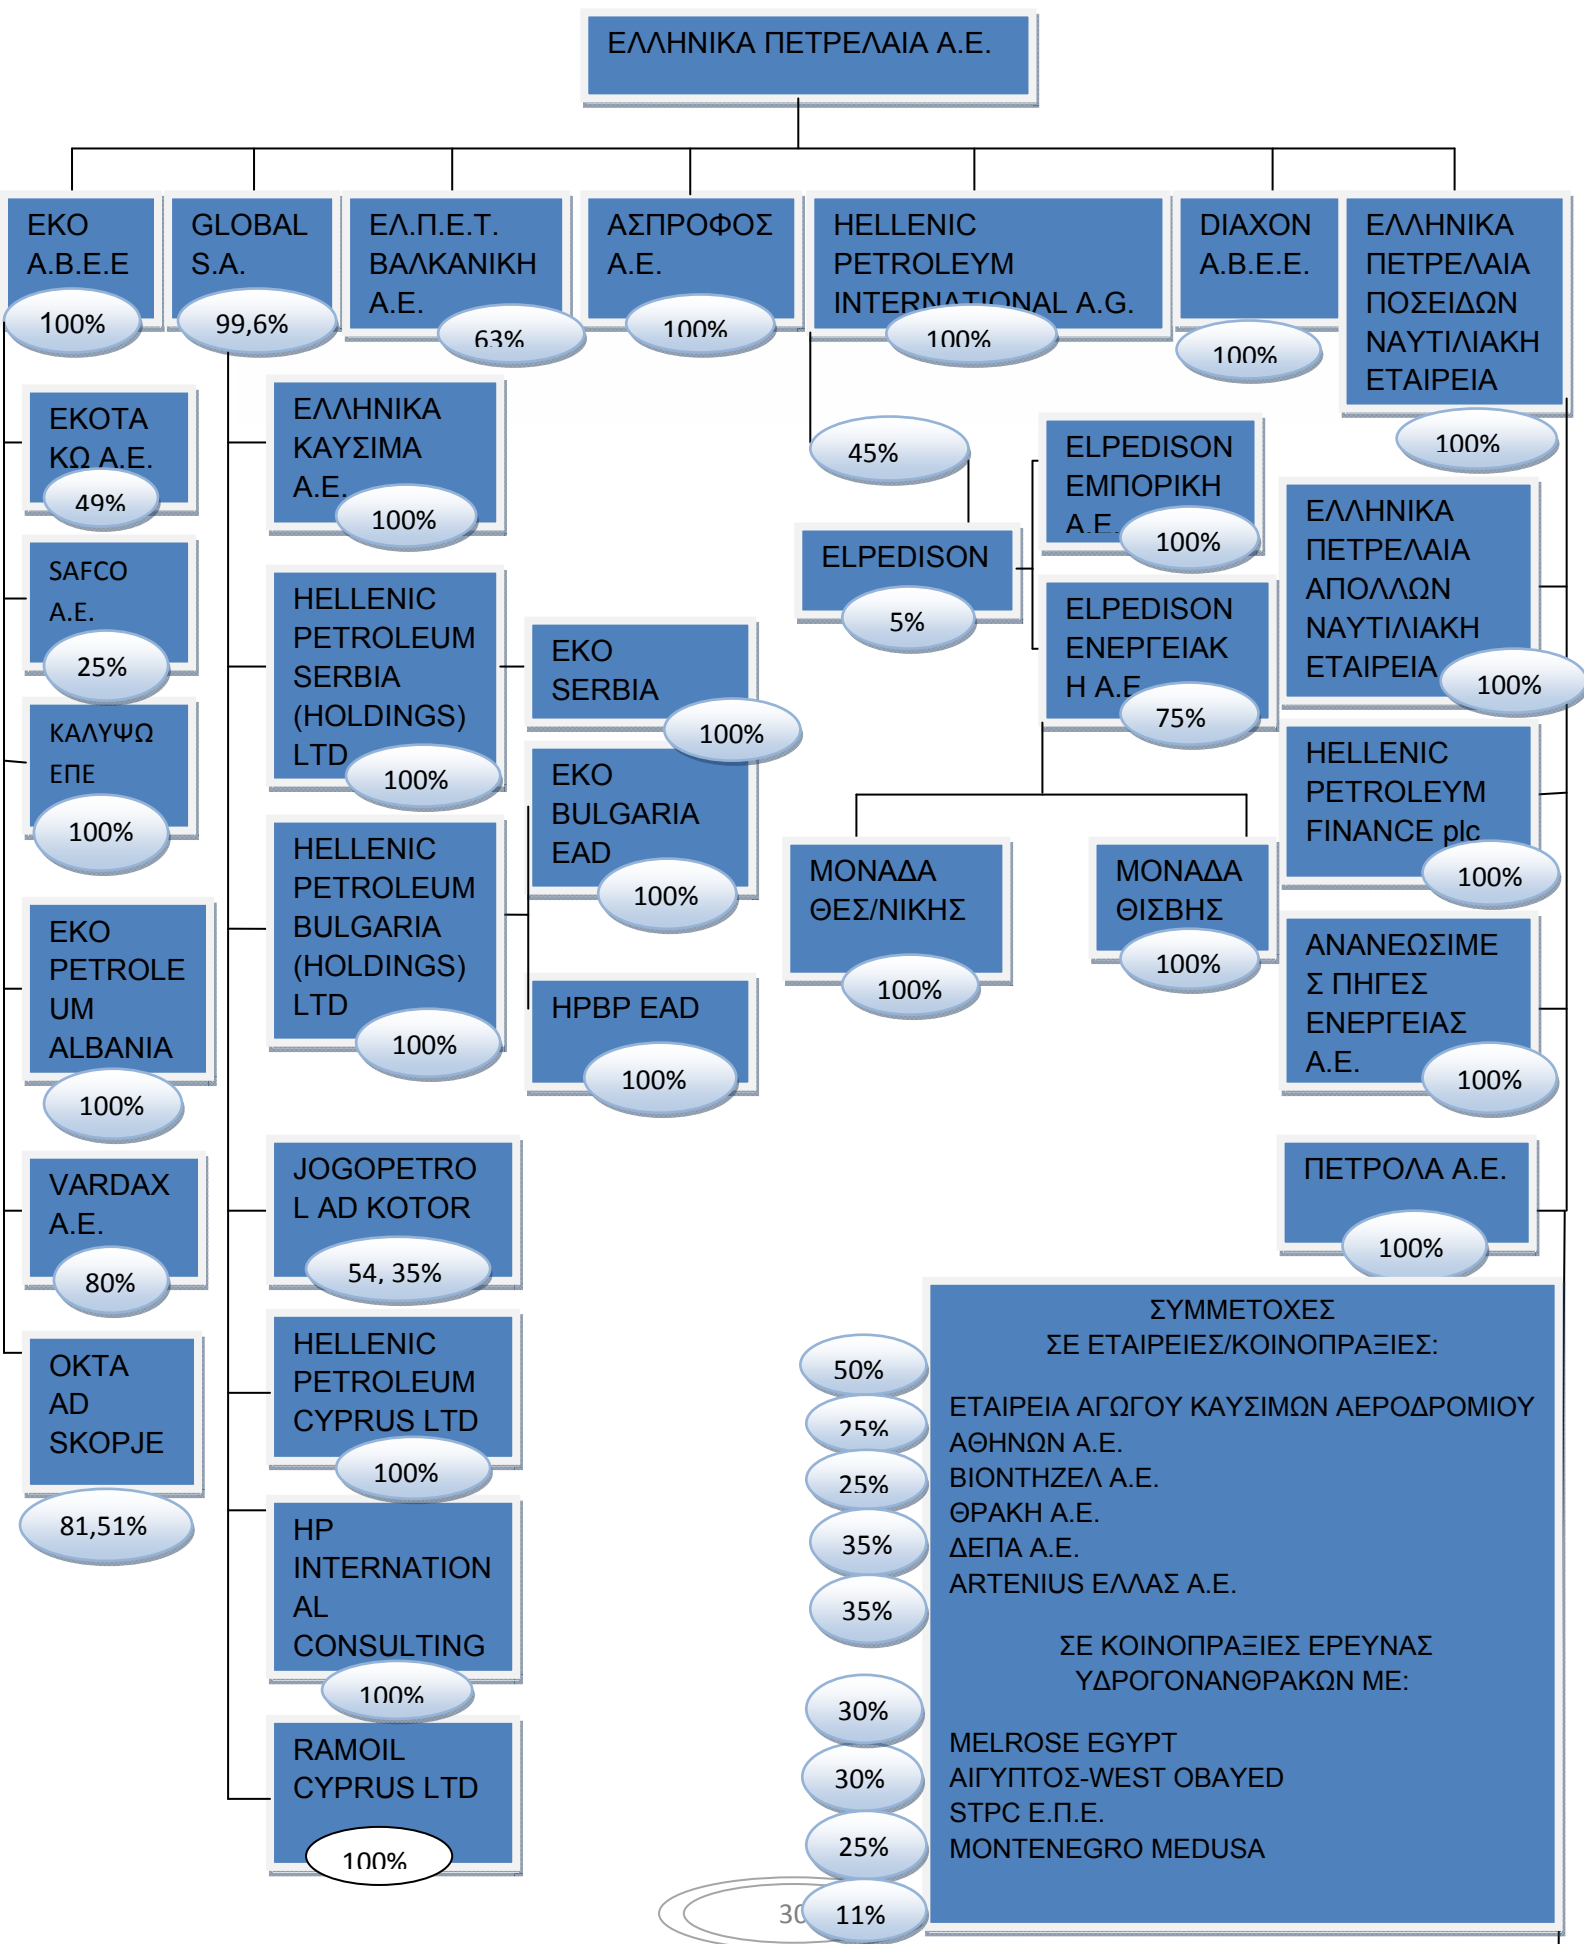 ΕΛΛΗΝΙΚΑ ΠΕΤΡΕΛΑΙΑ Α.Ε.
ΕΚΟ
Α.Β.Ε.Ε
100%
GLOBAL
S.A.
99,6%
ΕΛ.Π.Ε.Τ.
ΒΑΛΚΑΝΙΚΗ
Α.Ε.
63%
ΑΣΠΡΟΦΟΣ
Α.Ε.
100%
HELLENIC
PETROLEYM
INTERNATIONAL A.G.
100%
DIAXON
Α.Β.Ε.Ε.
100%
ΕΛΛΗΝΙΚΑ
ΠΕΤΡΕΛΑΙΑ
ΠΟΣΕΙΔΩΝ
ΝΑΥΤΙΛΙΑΚΗ
ΕΤΑΙΡΕΙΑ
100%
ΕΚΟΤΑ
ΚΩ Α.Ε.
49%
SAFCO
Α.Ε.
25%
ΚΑΛΥΨΩ
ΕΠΕ
100%
EKO
PETROLE
UM
ALBANIA
100%
VARDAX
Α.Ε.
80%
OKTA
AD
SKOPJE
81,51%
ΕΛΛΗΝΙΚΑ
ΚΑΥΣΙΜΑ
Α.Ε.
100%
HELLENIC
PETROLEUM
SERBIA
(HOLDINGS)
LTD
100%
EKO
SERBIA
100%
HELLENIC
PETROLEUM
BULGARIA
(HOLDINGS)
LTD
100%
EKO
BULGARIA
EAD
100%
HPBP EAD
100%
JOGOPETRO
L AD KOTOR
54, 35%
HELLENIC
PETROLEUM
CYPRUS LTD
100%
HP
INTERNATION
AL
CONSULTING
100%
RAMOIL
CYPRUS LTD
100%
45%
ELPEDISON
5%
ELPEDISON
ΕΜΠΟΡΙΚΗ
Α.Ε.
100%
ELPEDISON
ΕΝΕΡΓΕΙΑΚ
Η Α.Ε
75%
ΜΟΝΑΔΑ
ΘΕΣ/ΝΙΚΗΣ
100%
ΜΟΝΑΔΑ
ΘΙΣΒΗΣ
100%
ΕΛΛΗΝΙΚΑ
ΠΕΤΡΕΛΑΙΑ
ΑΠΟΛΛΩΝ
ΝΑΥΤΙΛΙΑΚΗ
ΕΤΑΙΡΕΙΑ
100%
HELLENIC
PETROLEYM
FINANCE plc
100%
ΑΝΑΝΕΩΣΙΜΕ
Σ ΠΗΓΕΣ
ΕΝΕΡΓΕΙΑΣ
Α.Ε.
100%
ΠΕΤΡΟΛΑ Α.Ε.
100%
ΣΥΜΜΕΤΟΧΕΣ
ΣΕ ΕΤΑΙΡΕΙΕΣ/ΚΟΙΝΟΠΡΑΞΙΕΣ:
50%
ΕΤΑΙΡΕΙΑ ΑΓΩΓΟΥ ΚΑΥΣΙΜΩΝ ΑΕΡΟΔΡΟΜΙΟΥ
25%
ΑΘΗΝΩΝ Α.Ε.
25%
ΒΙΟΝΤΗΖΕΛ Α.Ε.
ΘΡΑΚΗ Α.Ε.
35%
ΔΕΠΑ Α.Ε.
ARTENIUS ΕΛΛΑΣ Α.Ε.
35%
ΣΕ ΚΟΙΝΟΠΡΑΞΙΕΣ ΕΡΕΥΝΑΣ
ΥΔΡΟΓΟΝΑΝΘΡΑΚΩΝ ΜΕ:
30%
MELROSE EGYPT
30%
ΑΙΓΥΠΤΟΣ-WEST OBAYED
STPC Ε.Π.Ε.
25%
MONTENEGRO MEDUSA
11%
30